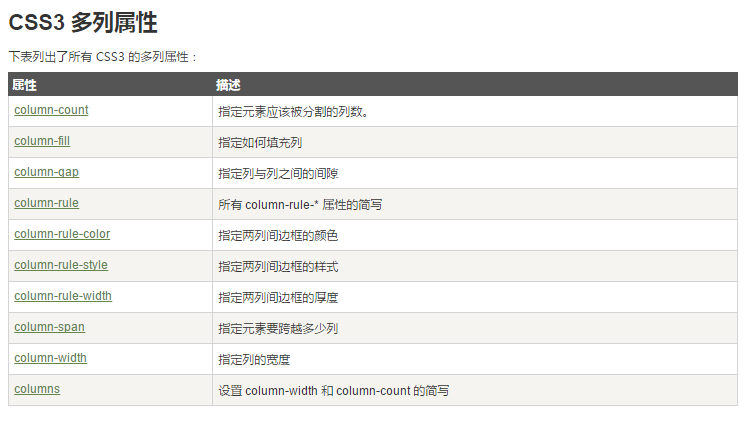 CSS3 多列属性
下表列出了所有 CSS3 的多列属性：
属性 描述
column-count 指定元素应该被分割的列数。
column-fill 指定如何填充列
column-gap 指定列与列之间的间隙
column-rule 所有 column-rule-* 属性的简写
column-rule-color 指定两列间边框的颜色
column-rule-style 指定两列间边框的样式
column-rule-width 指定两列间边框的厚度
column-span 指定元素要跨越多少列
column-width 指定列的宽度
columns 设置 column-width 和 column-count 的简写